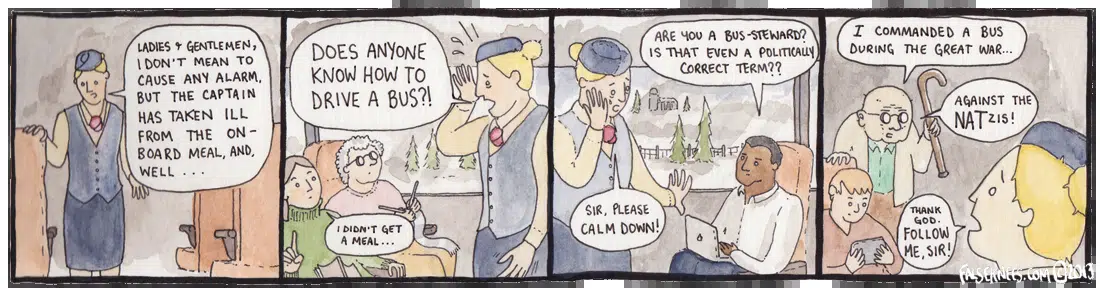 LADIES & GENTLEMEN,
I DON'T MEAN TO
CAUSE ANY ALARM,
BUT THE CAPTAIN
HAS TAKEN ILL
FROM THE ON-
BOARD MEAL, AND,
WELL ...
DOES ANYONE
KNOW HOW TO
DRIVE A BUS?!
I DIDN'T GET
A MEAL...
ARE YOU A BUS-STEWARD?
IS THAT EVEN A POLITICALLY
CORRECT TERM??
SIR, PLEASE
CALM DOWN!
I COMMANDED A BUS
DURING THE GREAT WAR...
AGAINST THE
NATZIS!
THANK
GOD.
FOLLOW
ME, SIR!
FALSEKNEES.COM © 2013